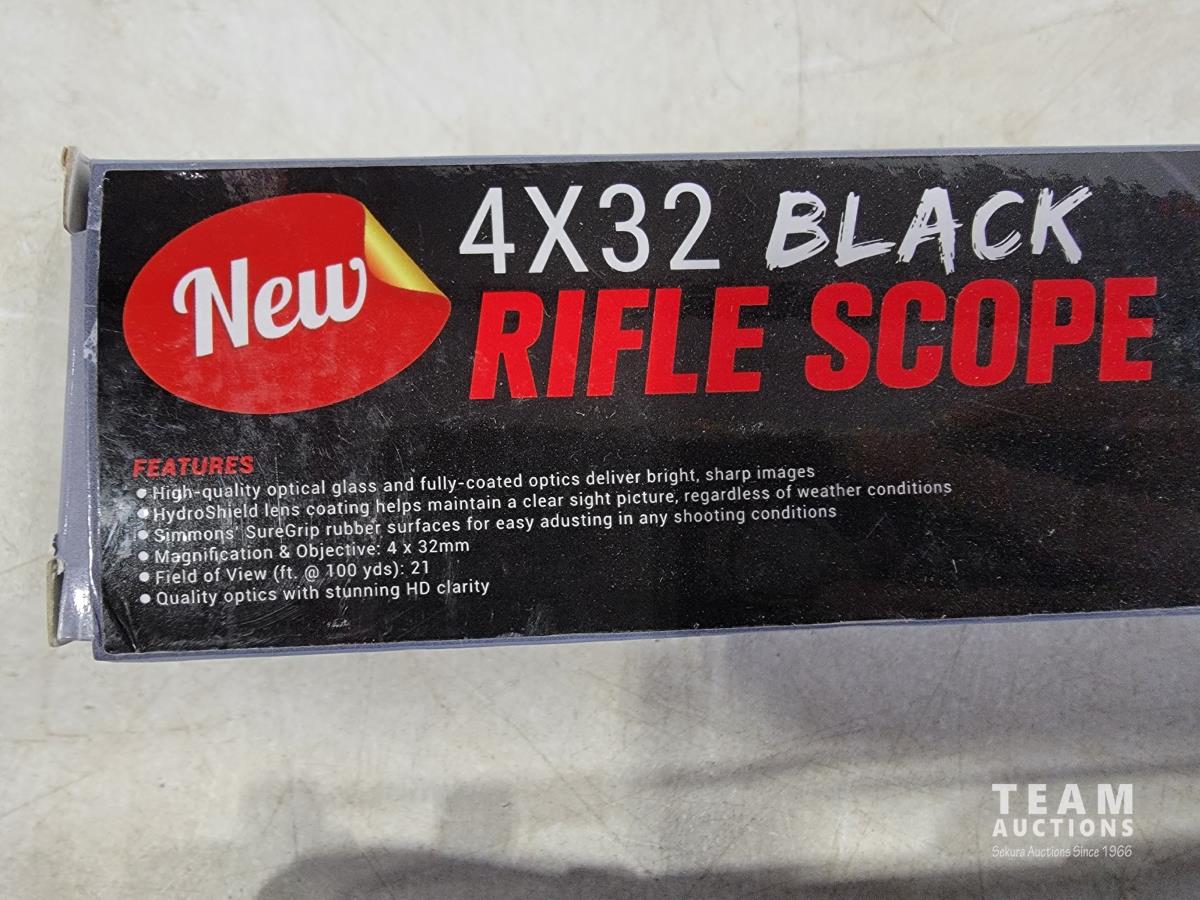 New
4X32 BLACK
RIFLE SCOPE
FEATURES
• High-quality optical glass and fully-coated optics deliver bright, sharp images
• HydroShield lens coating helps maintain a clear sight picture, regardless of weather conditions
• Simmons' SureGrip rubber surfaces for easy adusting in any shooting conditions
• Magnification & Objective: 4 x 32mm
• Field of View (ft. @ 100 yds): 21
• Quality optics with stunning HD clarity
TEAM
AUCTIONS
Sekura Auctions Since 1966